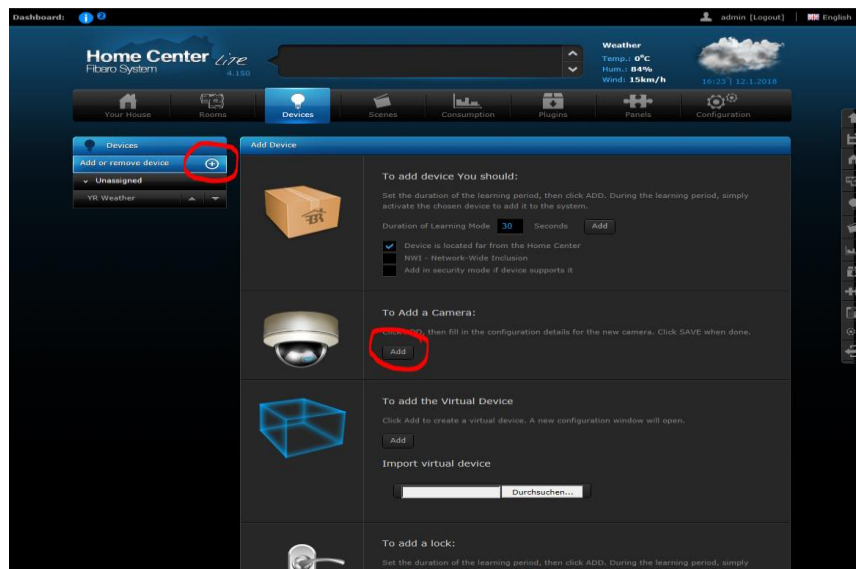 Dashboard:
admin [Logout]
English
Home Center Lite
Fibaro System
4.150
Weather
Temp.: 0°C
Hum.: 84%
Wind: 15km/h
16:23 | 12.1.2018
Your House
Rooms
Devices
Scenes
Consumption
Plugins
Panels
Configuration
Devices
Add or remove device
Unassigned
YR Weather
Add Device
To add device You should:
Set the duration of the learning period, then click ADD. During the learning period, simply
activate the chosen device to add it to the system.
Duration of Learning Mode 30 Seconds Add
Device is located far from the Home Center
NWI - Network-Wide Inclusion
Add in security mode if device supports it
To Add a Camera:
Click ADD, then fill in the configuration details for the new camera. Click SAVE when done.
Add
To add the Virtual Device
Click Add to create a virtual device. A new configuration window will open.
Add
Import virtual device
Durchsuchen...
To add a lock:
Set the duration of the learning period, then click ADD. During the learning period, simply